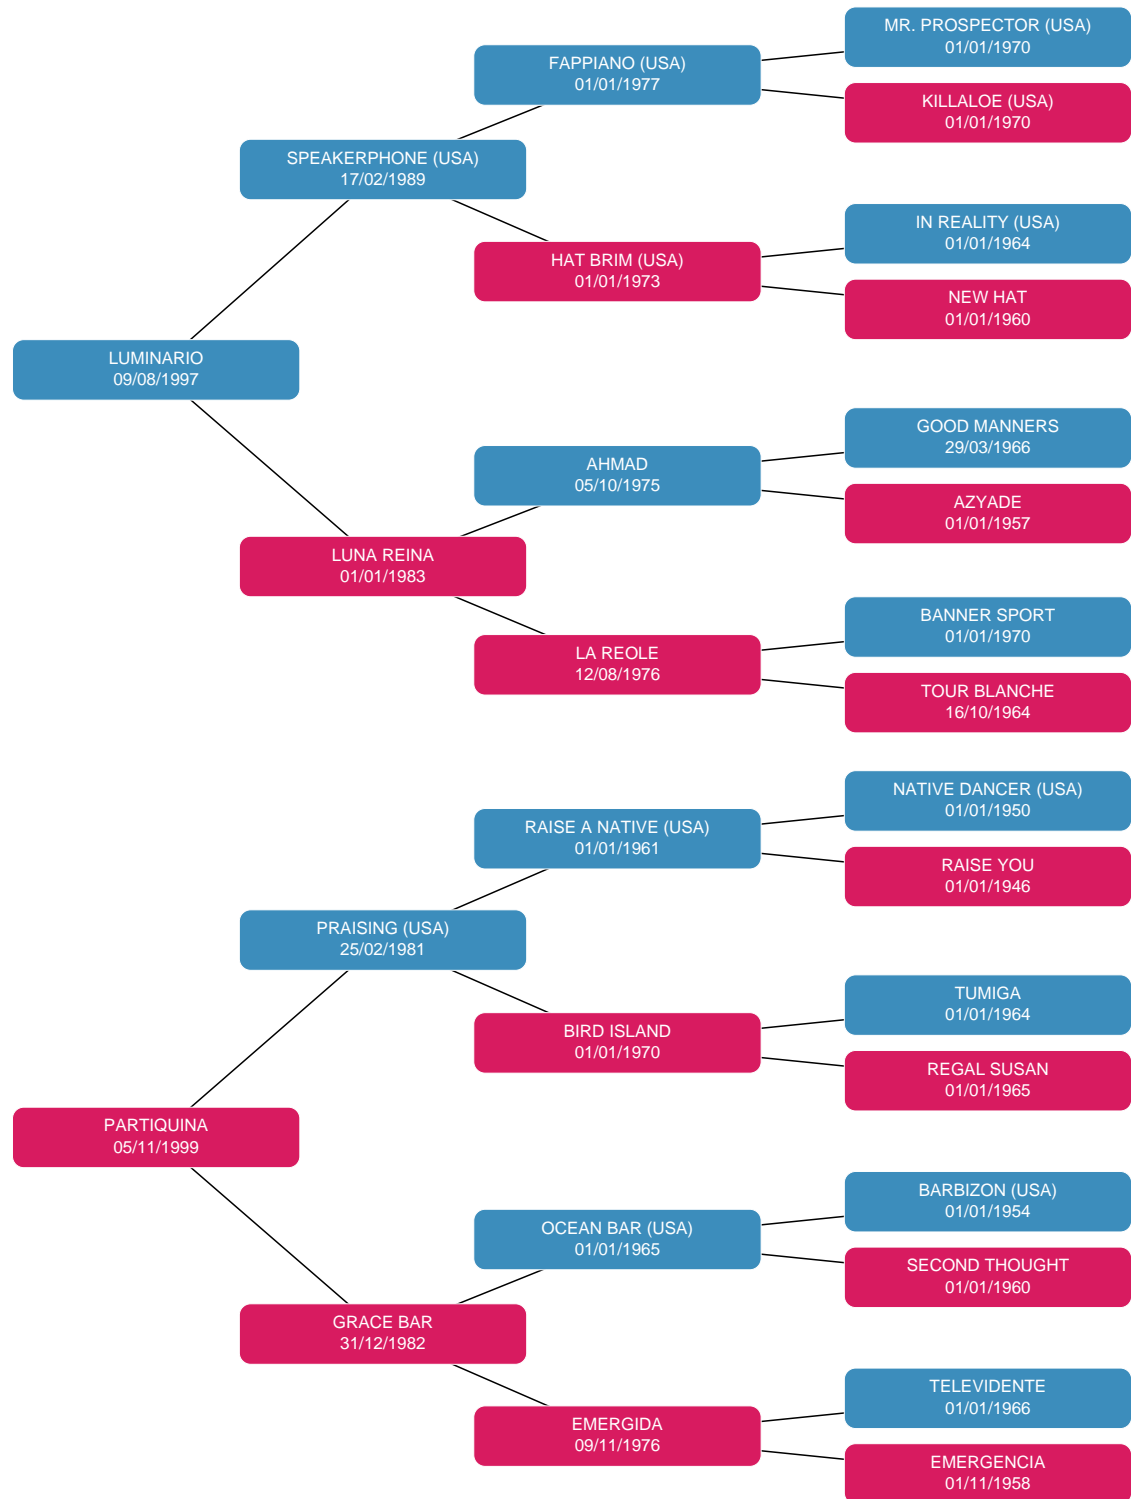 MR. PROSPECTOR (USA)
01/01/1970
FAPPIANO (USA)
01/01/1977
KILLALOE (USA)
01/01/1970
SPEAKERPHONE (USA)
17/02/1989
IN REALITY (USA)
01/01/1964
HAT BRIM (USA)
01/01/1973
NEW HAT
01/01/1960
LUMINARIO
09/08/1997
GOOD MANNERS
29/03/1966
AHMAD
05/10/1975
AZYADE
01/01/1957
LUNA REINA
01/01/1983
BANNER SPORT
01/01/1970
LA REOLE
12/08/1976
TOUR BLANCHE
16/10/1964
NATIVE DANCER (USA)
01/01/1950
RAISE A NATIVE (USA)
01/01/1961
RAISE YOU
01/01/1946
PRAISING (USA)
25/02/1981
TUMIGA
01/01/1964
BIRD ISLAND
01/01/1970
REGAL SUSAN
01/01/1965
PARTIQUINA
05/11/1999
BARBIZON (USA)
01/01/1954
OCEAN BAR (USA)
01/01/1965
SECOND THOUGHT
01/01/1960
GRACE BAR
31/12/1982
TELEVIDENTE
01/01/1966
EMERGIDA
09/11/1976
EMERGENCIA
01/11/1958